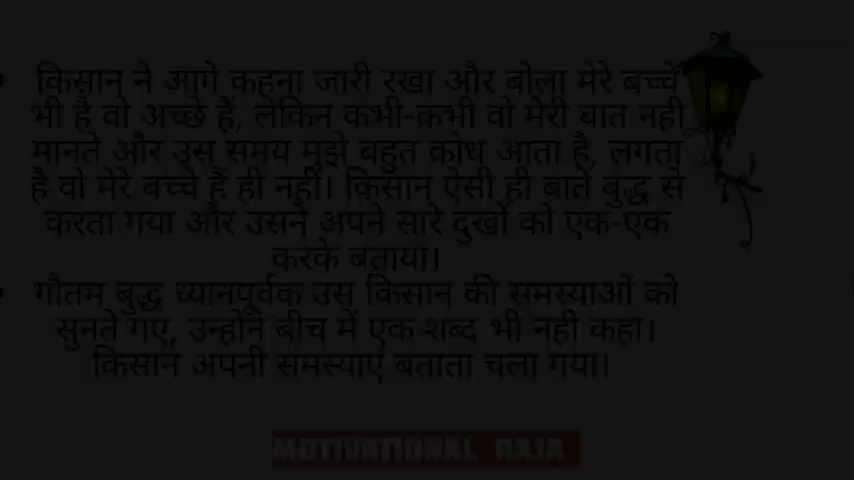 किसान ने आगे कहना जारी रखा और बोला मेरे बच्चे
भी है वो अच्छे हैं, लेकिन कभी-कभी वो मेरी बात नही
मानते और उस समय मुझे बहुत क्रोध आता है, लगता
है वो मेरे बच्चे हैं ही नहीं। किसान ऐसी ही बातें बुद्ध से
करता गया और उसने अपने सारे दुखों को एक-एक
करके बताया।
गौतम बुद्ध ध्यानपूर्वक उस किसान की समस्याओं को
सुनते गए, उन्होने बीच में एक शब्द भी नही कहा।
किसान अपनी समस्याएं बताता चला गया।
MOTIVATIONAL RAJA